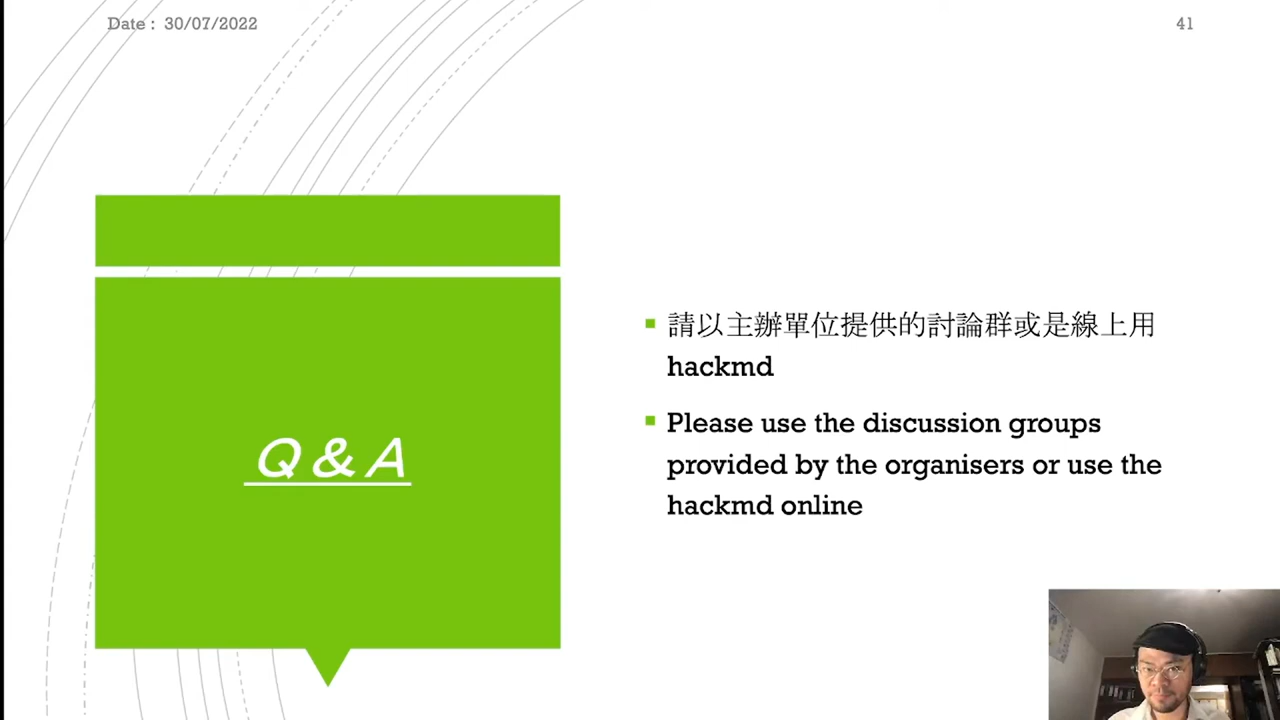 Date : 30/07/2022
41
Q & A
請以主辦單位提供的討論群或是線上用
hackmd
Please use the discussion groups
provided by the organisers or use the
hackmd online